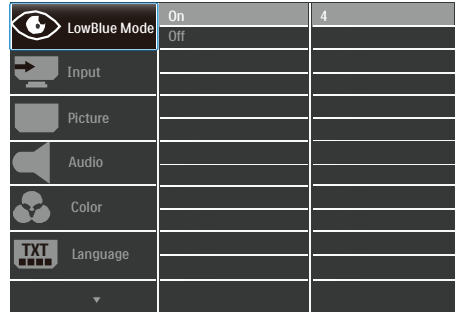 LowBlue Mode
On
4
Off
Input
Picture
Audio
Color
TXT
Language